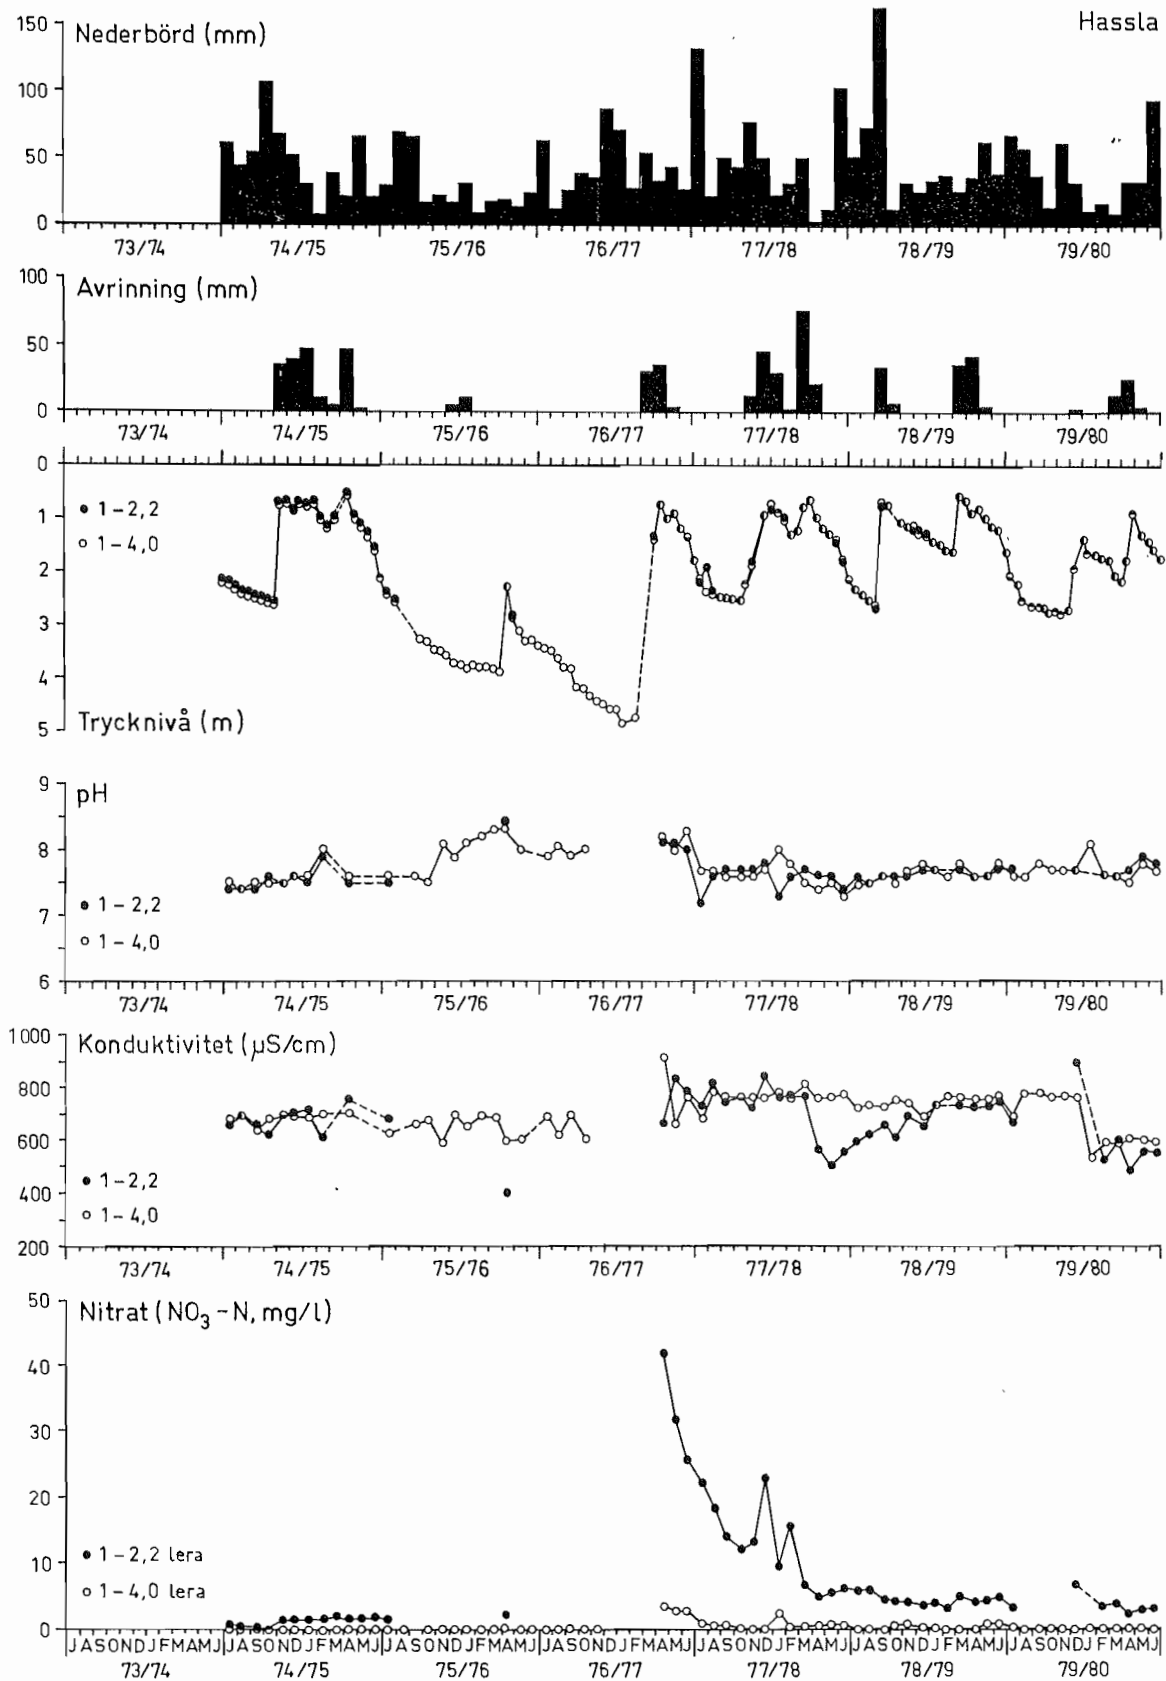 150
Nederbörd (mm)
Hassla
100
50
0
73/74 74/75 75/76 76/77 77/78 78/79 79/80
100
Avrinning (mm)
50
0
73/74 74/75 75/76 76/77 77/78 78/79 79/80
0
● 1-2,2
1
○ 1-4,0
2
3
4
5
Trycknivå (m)
9
pH
8
● 1-2,2
7
○ 1-4,0
6
73/74 74/75 75/76 76/77 77/78 78/79 79/80
1000
Konduktivitet (µS/cm)
800
600
● 1-2,2
400
○ 1-4,0
200
73/74 74/75 75/76 76/77 77/78 78/79 79/80
50
Nitrat (NO₃-N, mg/l)
40
30
20
● 1-2,2 lera
10
○ 1-4,0 lera
0
JASONDJFMAMJ JASONDJFMAMJ JAS ONDJFMAMJ JASONDJFMAMJ JASONDJFMAMJ JASONDJFMAMJ JASONDJFMAMJ
73/74 74/75 75/76 76/77 77/78 78/79 79/80